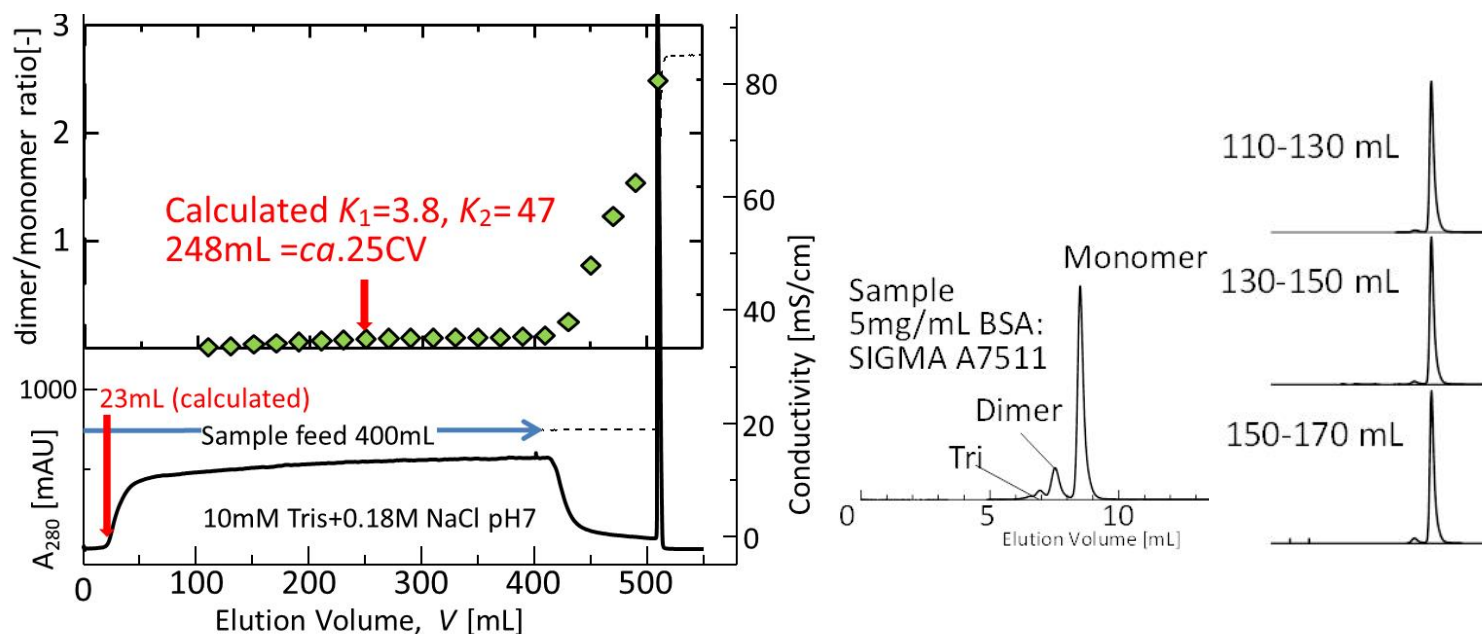 dimer/monomer ratio[-]
3
2
1
Calculated K₁=3.8, K₂= 47
248mL =ca.25CV
80
60
40
20
0
Conductivity [mS/cm]
1000
A₂₈₀ [mAU]
23mL (calculated)
Sample feed 400mL
10mM Tris+0.18M NaCl pH7
0 100 200 300 400 500
Elution Volume, V [mL]
Sample
5mg/mL BSA:
SIGMA A7511
Monomer
Dimer
Tri
0 5 10
Elution Volume [mL]
110-130 mL
130-150 mL
150-170 mL